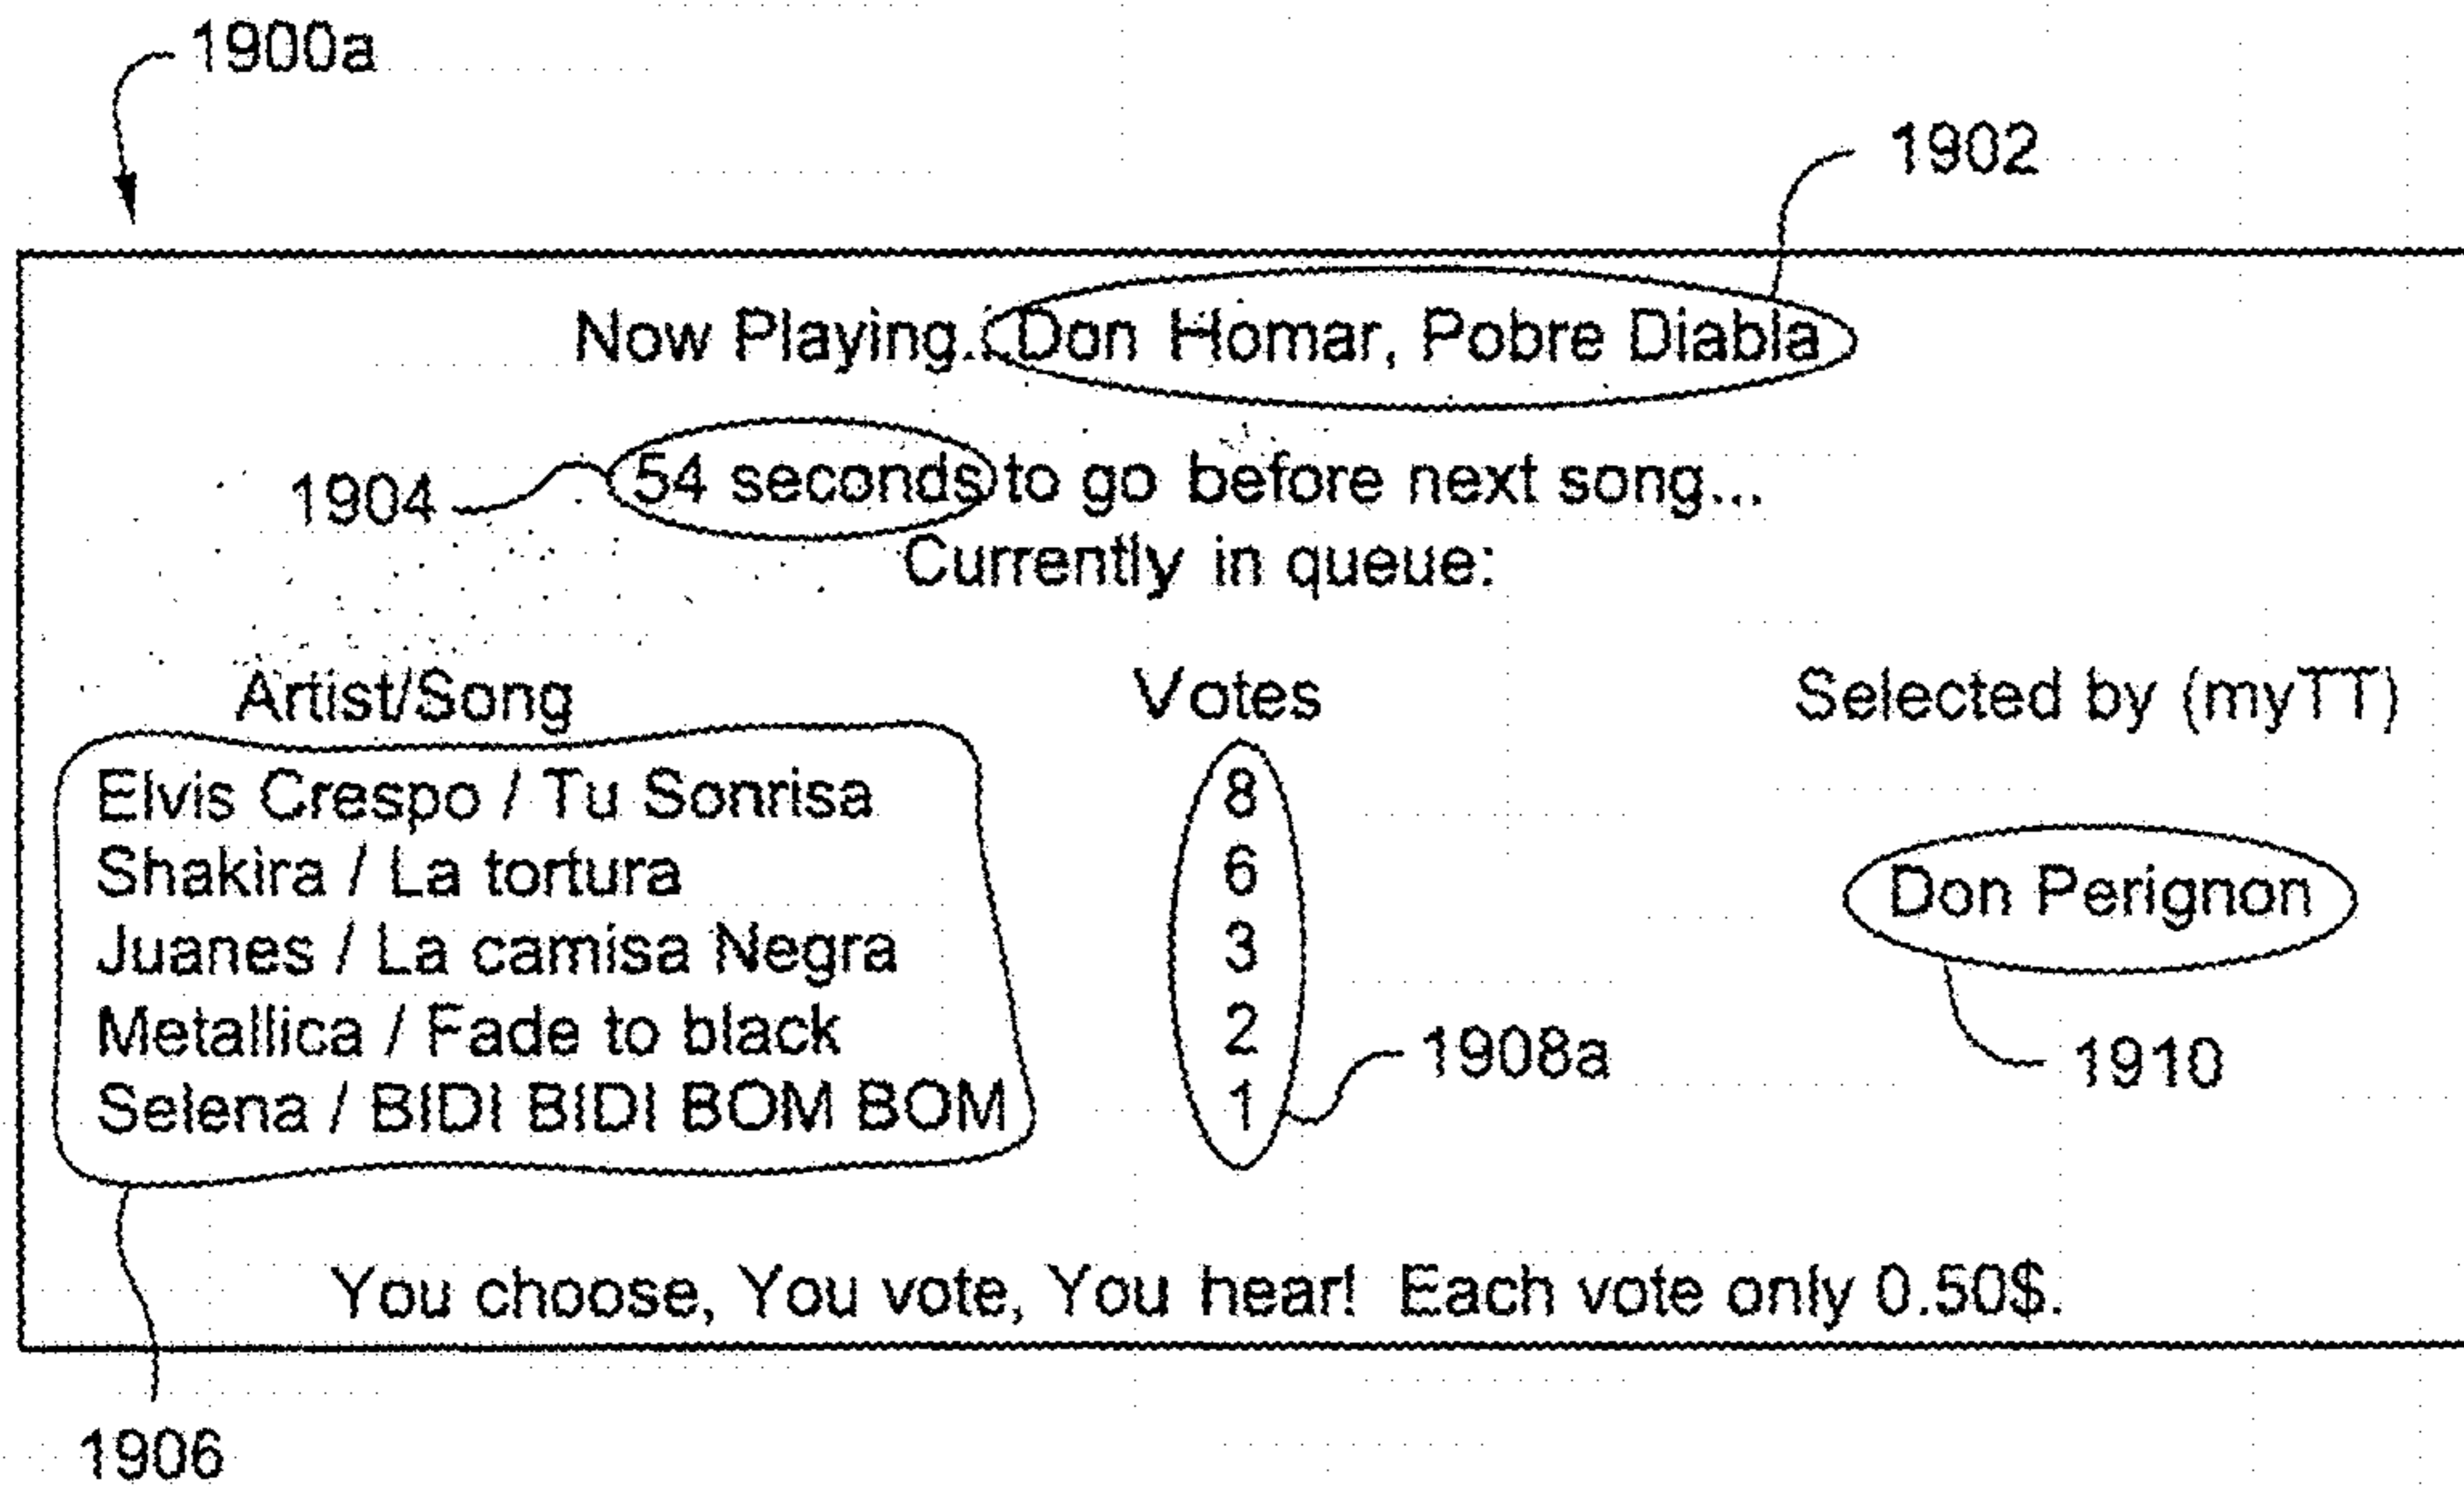 1900a
1902
Now Playing...Don Homar, Pobre Diabla
1904 54 seconds to go before next song...
Currently in queue:
Artist/Song Votes Selected by (myTT)
Elvis Crespo / Tu Sonrisa 8
Shakira / La tortura 6 Don Perignon
Juanes / La camisa Negra 3
Metallica / Fade to black 2 1908a 1910
Selena / BIDI BIDI BOM BOM 1
You choose, You vote, You hear! Each vote only 0.50$.
1906